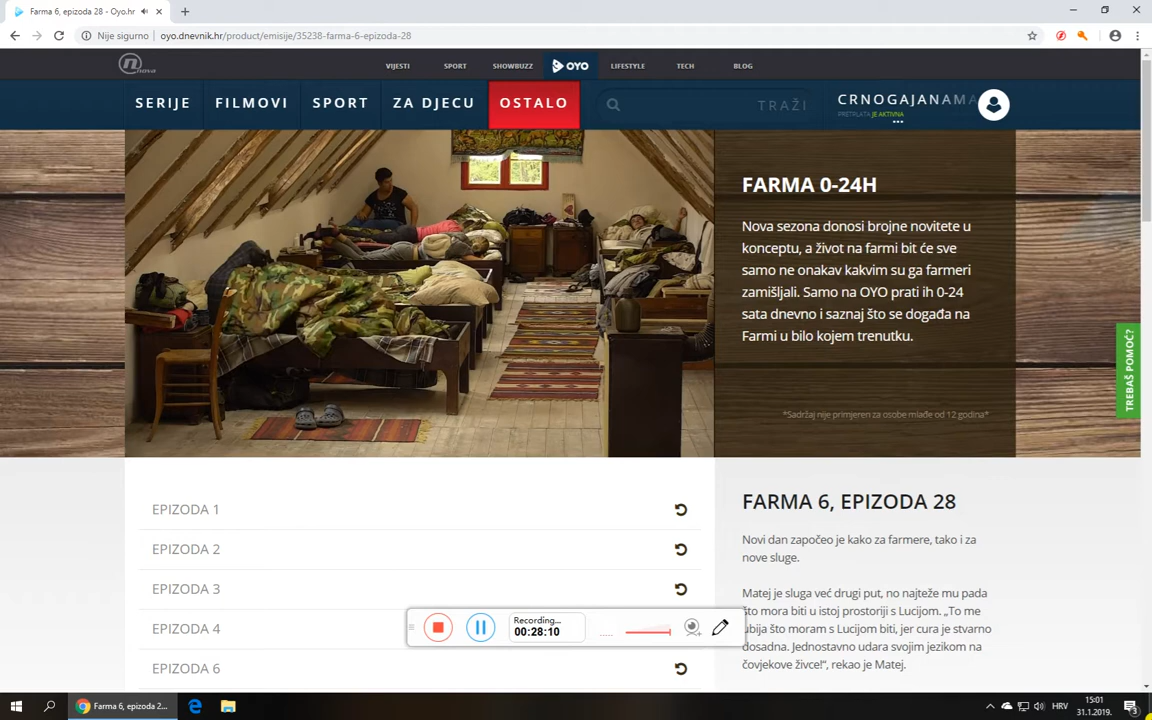 Farma 6, epizoda 28 - Oyo.hr
Nije sigurno
oyo.dnevnik.hr/product/emisije/35238-farma-6-epizoda-28
nova
VIJESTI
SPORT
SHOWBUZZ
OYO
LIFESTYLE
TECH
BLOG
SERIJE
FILMOVI
SPORT
ZA DJECU
OSTALO
TRAŽI
CRNOGAJANAMA
PRETPLATA JE AKTIVNA
FARMA 0-24H
Nova sezona donosi brojne novitete u
konceptu, a život na farmi bit će sve
samo ne onakav kakvim su ga farmeri
zamišljali. Samo na OYO prati ih 0-24
sata dnevno i saznaj što se događa na
Farmi u bilo kojem trenutku.
*Sadržaj nije primjeren za osobe mlađe od 12 godina*
TREBAŠ POMOĆ?
EPIZODA 1
EPIZODA 2
EPIZODA 3
EPIZODA 4
EPIZODA 6
FARMA 6, EPIZODA 28
Novi dan započeo je kako za farmere, tako i za
nove sluge.
Matej je sluga već drugi put, no najteže mu pada
što mora biti u istoj prostoriji s Lucijom. „To me
ubija što moram s Lucijom biti, jer cura je stvarno
dosadna. Jednostavno udara svojim jezikom na
čovjekove živce!“, rekao je Matej.
Recording...
00:28:10
Farma 6, epizoda 2...
HRV
15:01
31.1.2019.
3